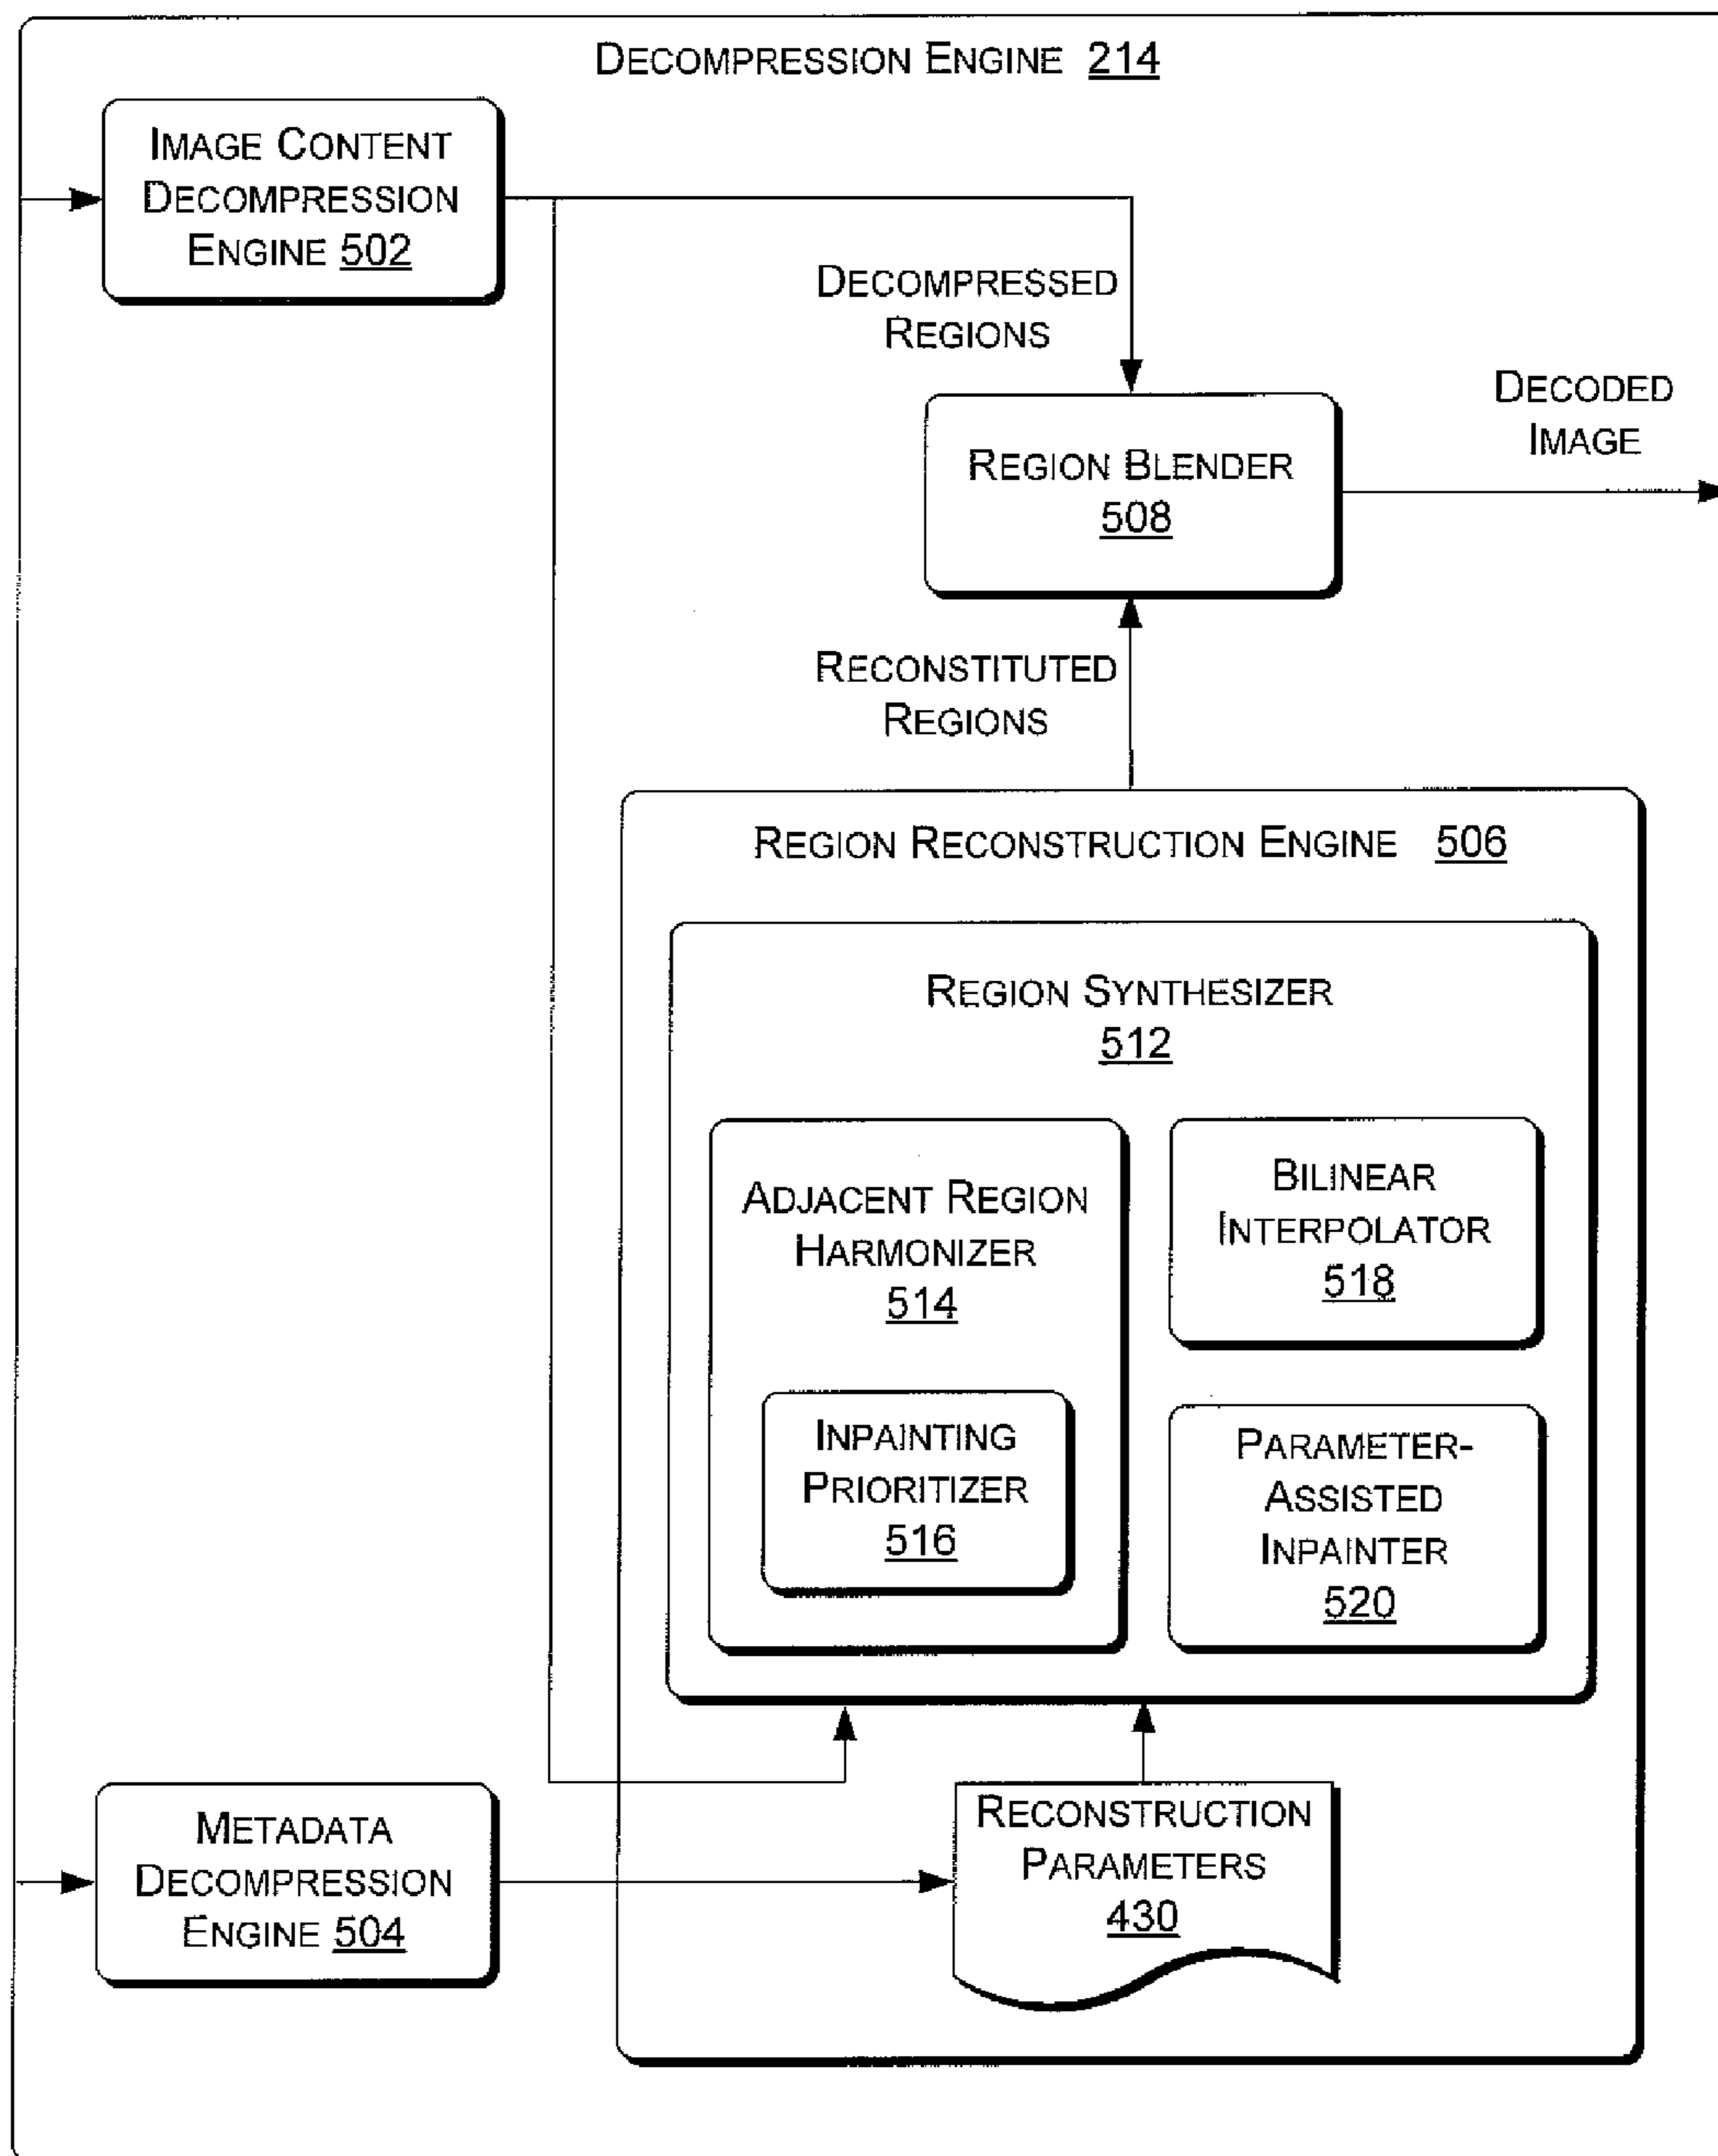 DECOMPRESSION ENGINE 214
IMAGE CONTENT
DECOMPRESSION
ENGINE 502
DECOMPRESSED
REGIONS
DECODED
IMAGE
REGION BLENDER
508
RECONSTITUTED
REGIONS
REGION RECONSTRUCTION ENGINE 506
REGION SYNTHESIZER
512
ADJACENT REGION
HARMONIZER
514
INPAINTING
PRIORITIZER
516
BILINEAR
INTERPOLATOR
518
PARAMETER-
ASSISTED
INPAINTER
520
METADATA
DECOMPRESSION
ENGINE 504
RECONSTRUCTION
PARAMETERS
430